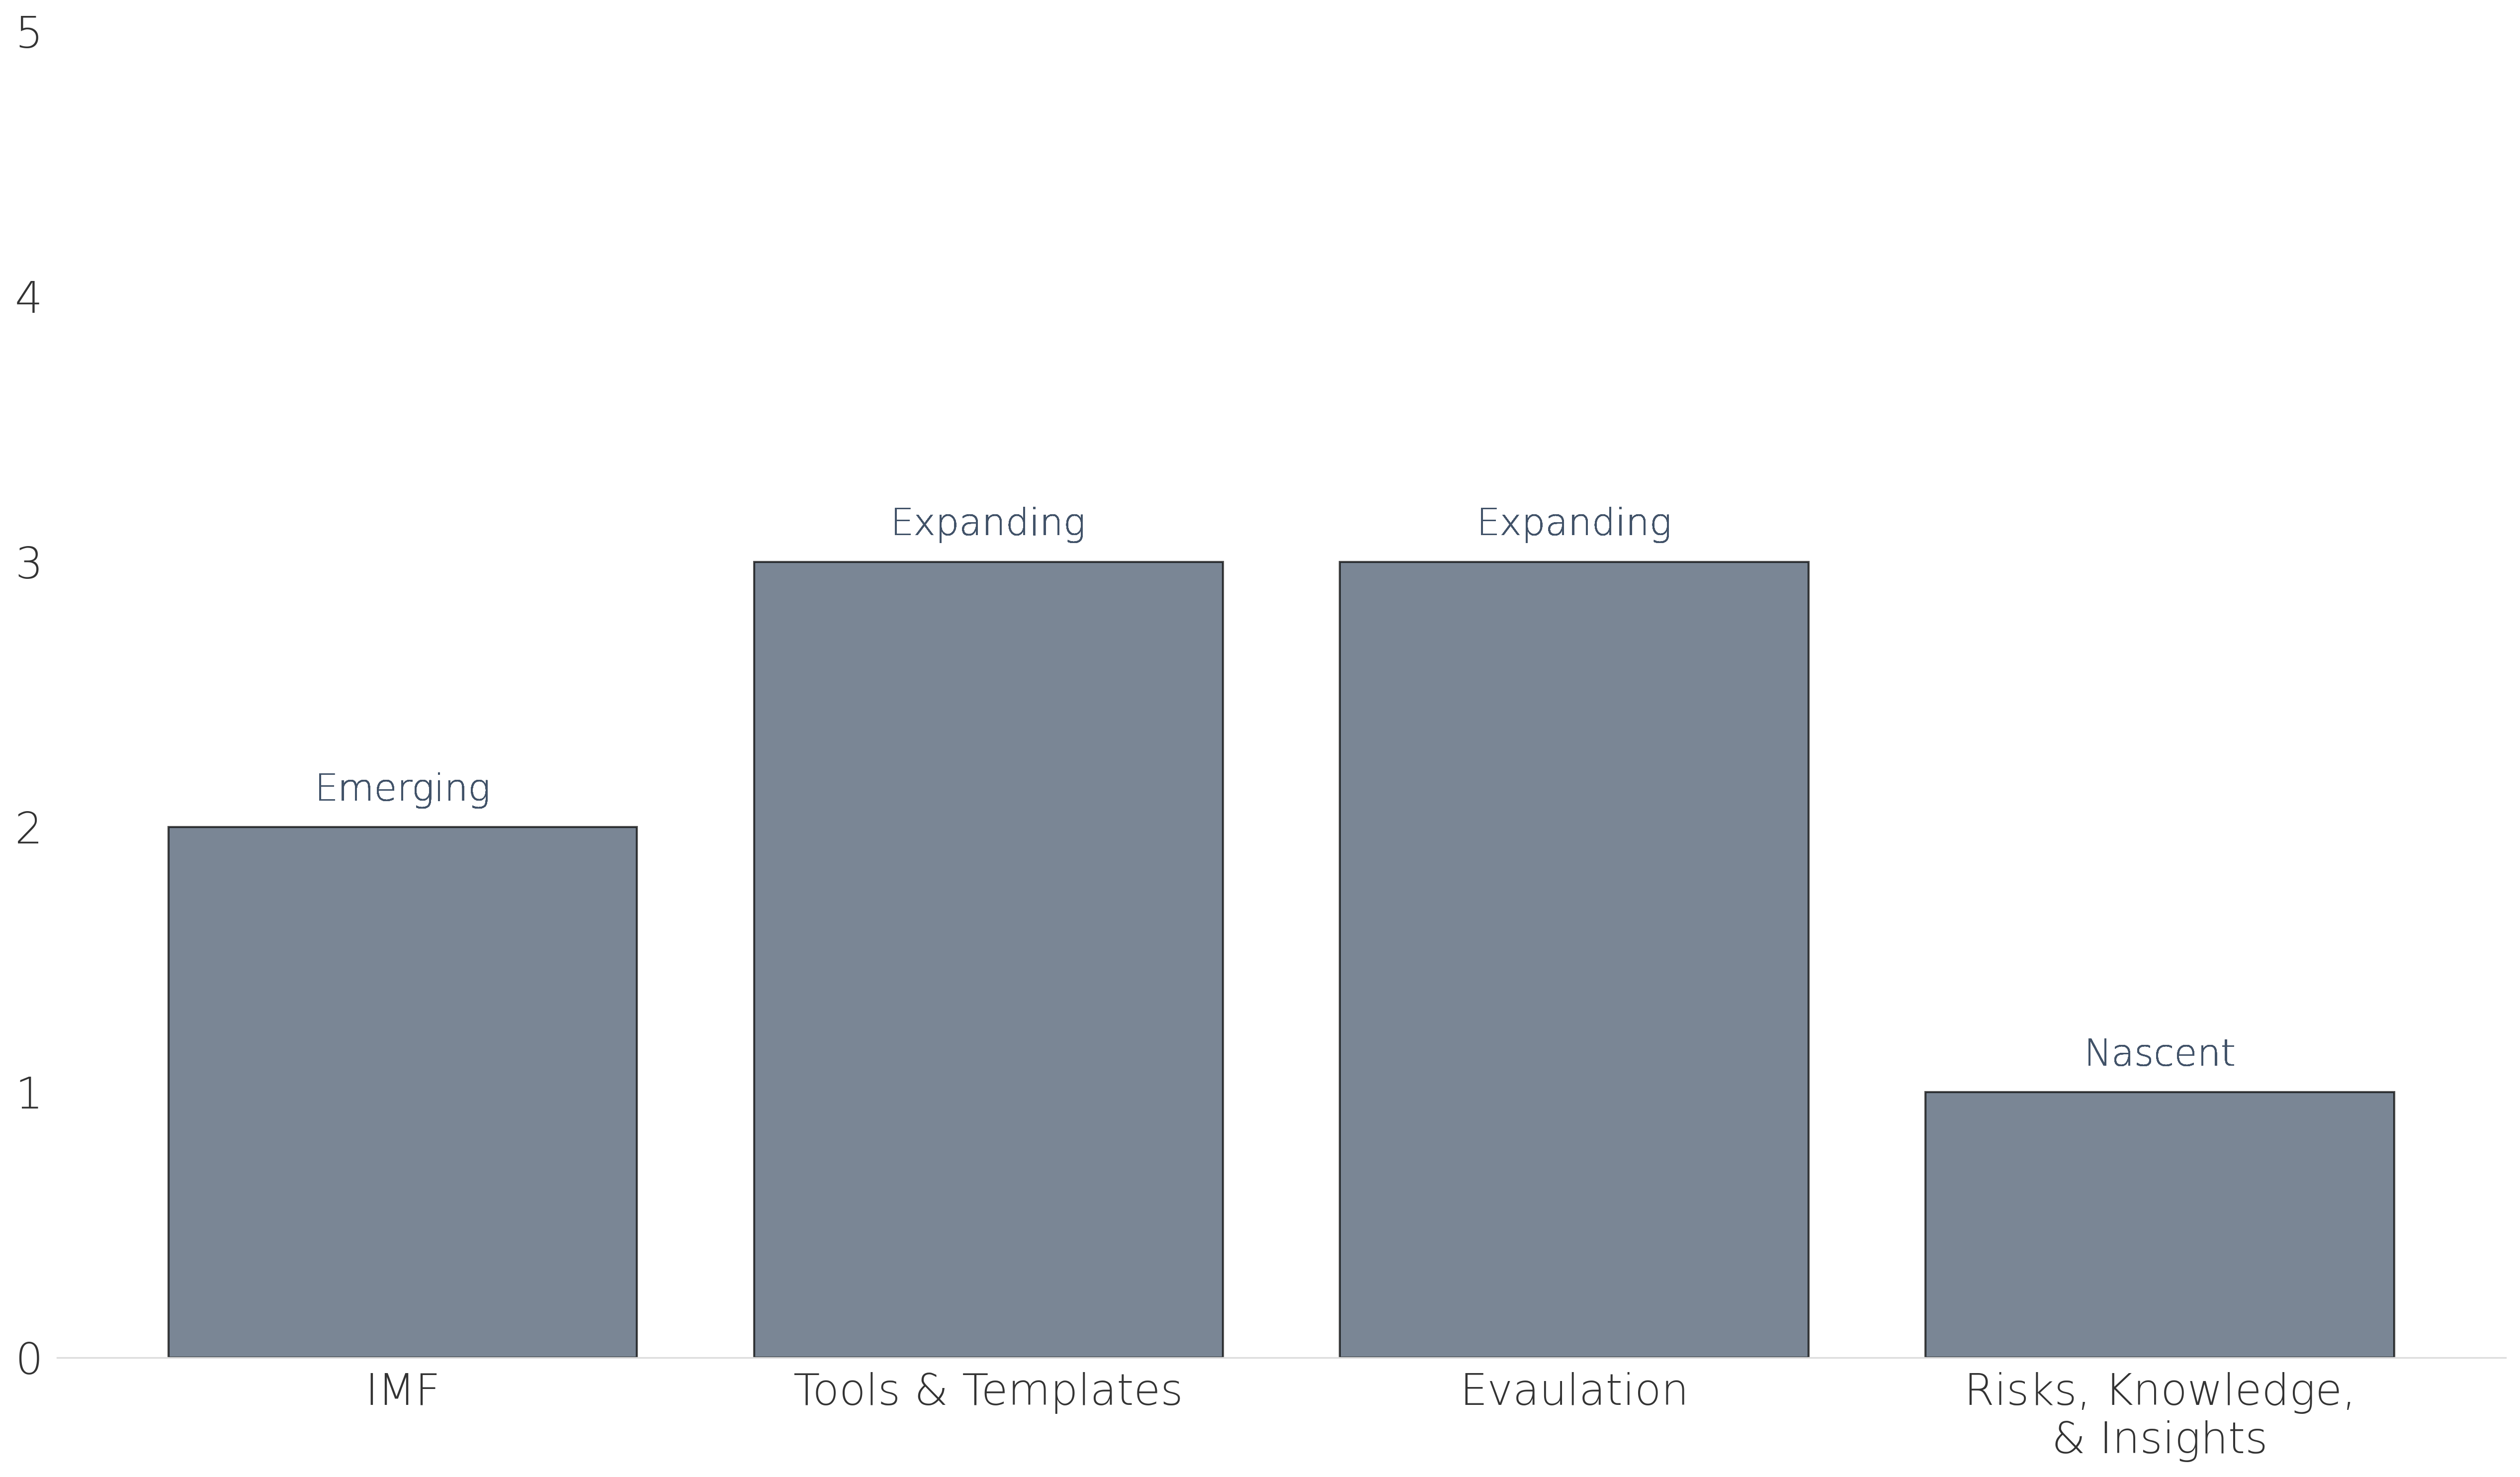 5
4
3
2
1
0
Emerging
Expanding
Expanding
Nascent
IMF
Tools & Templates
Evaulation
Risks, Knowledge,
& Insights